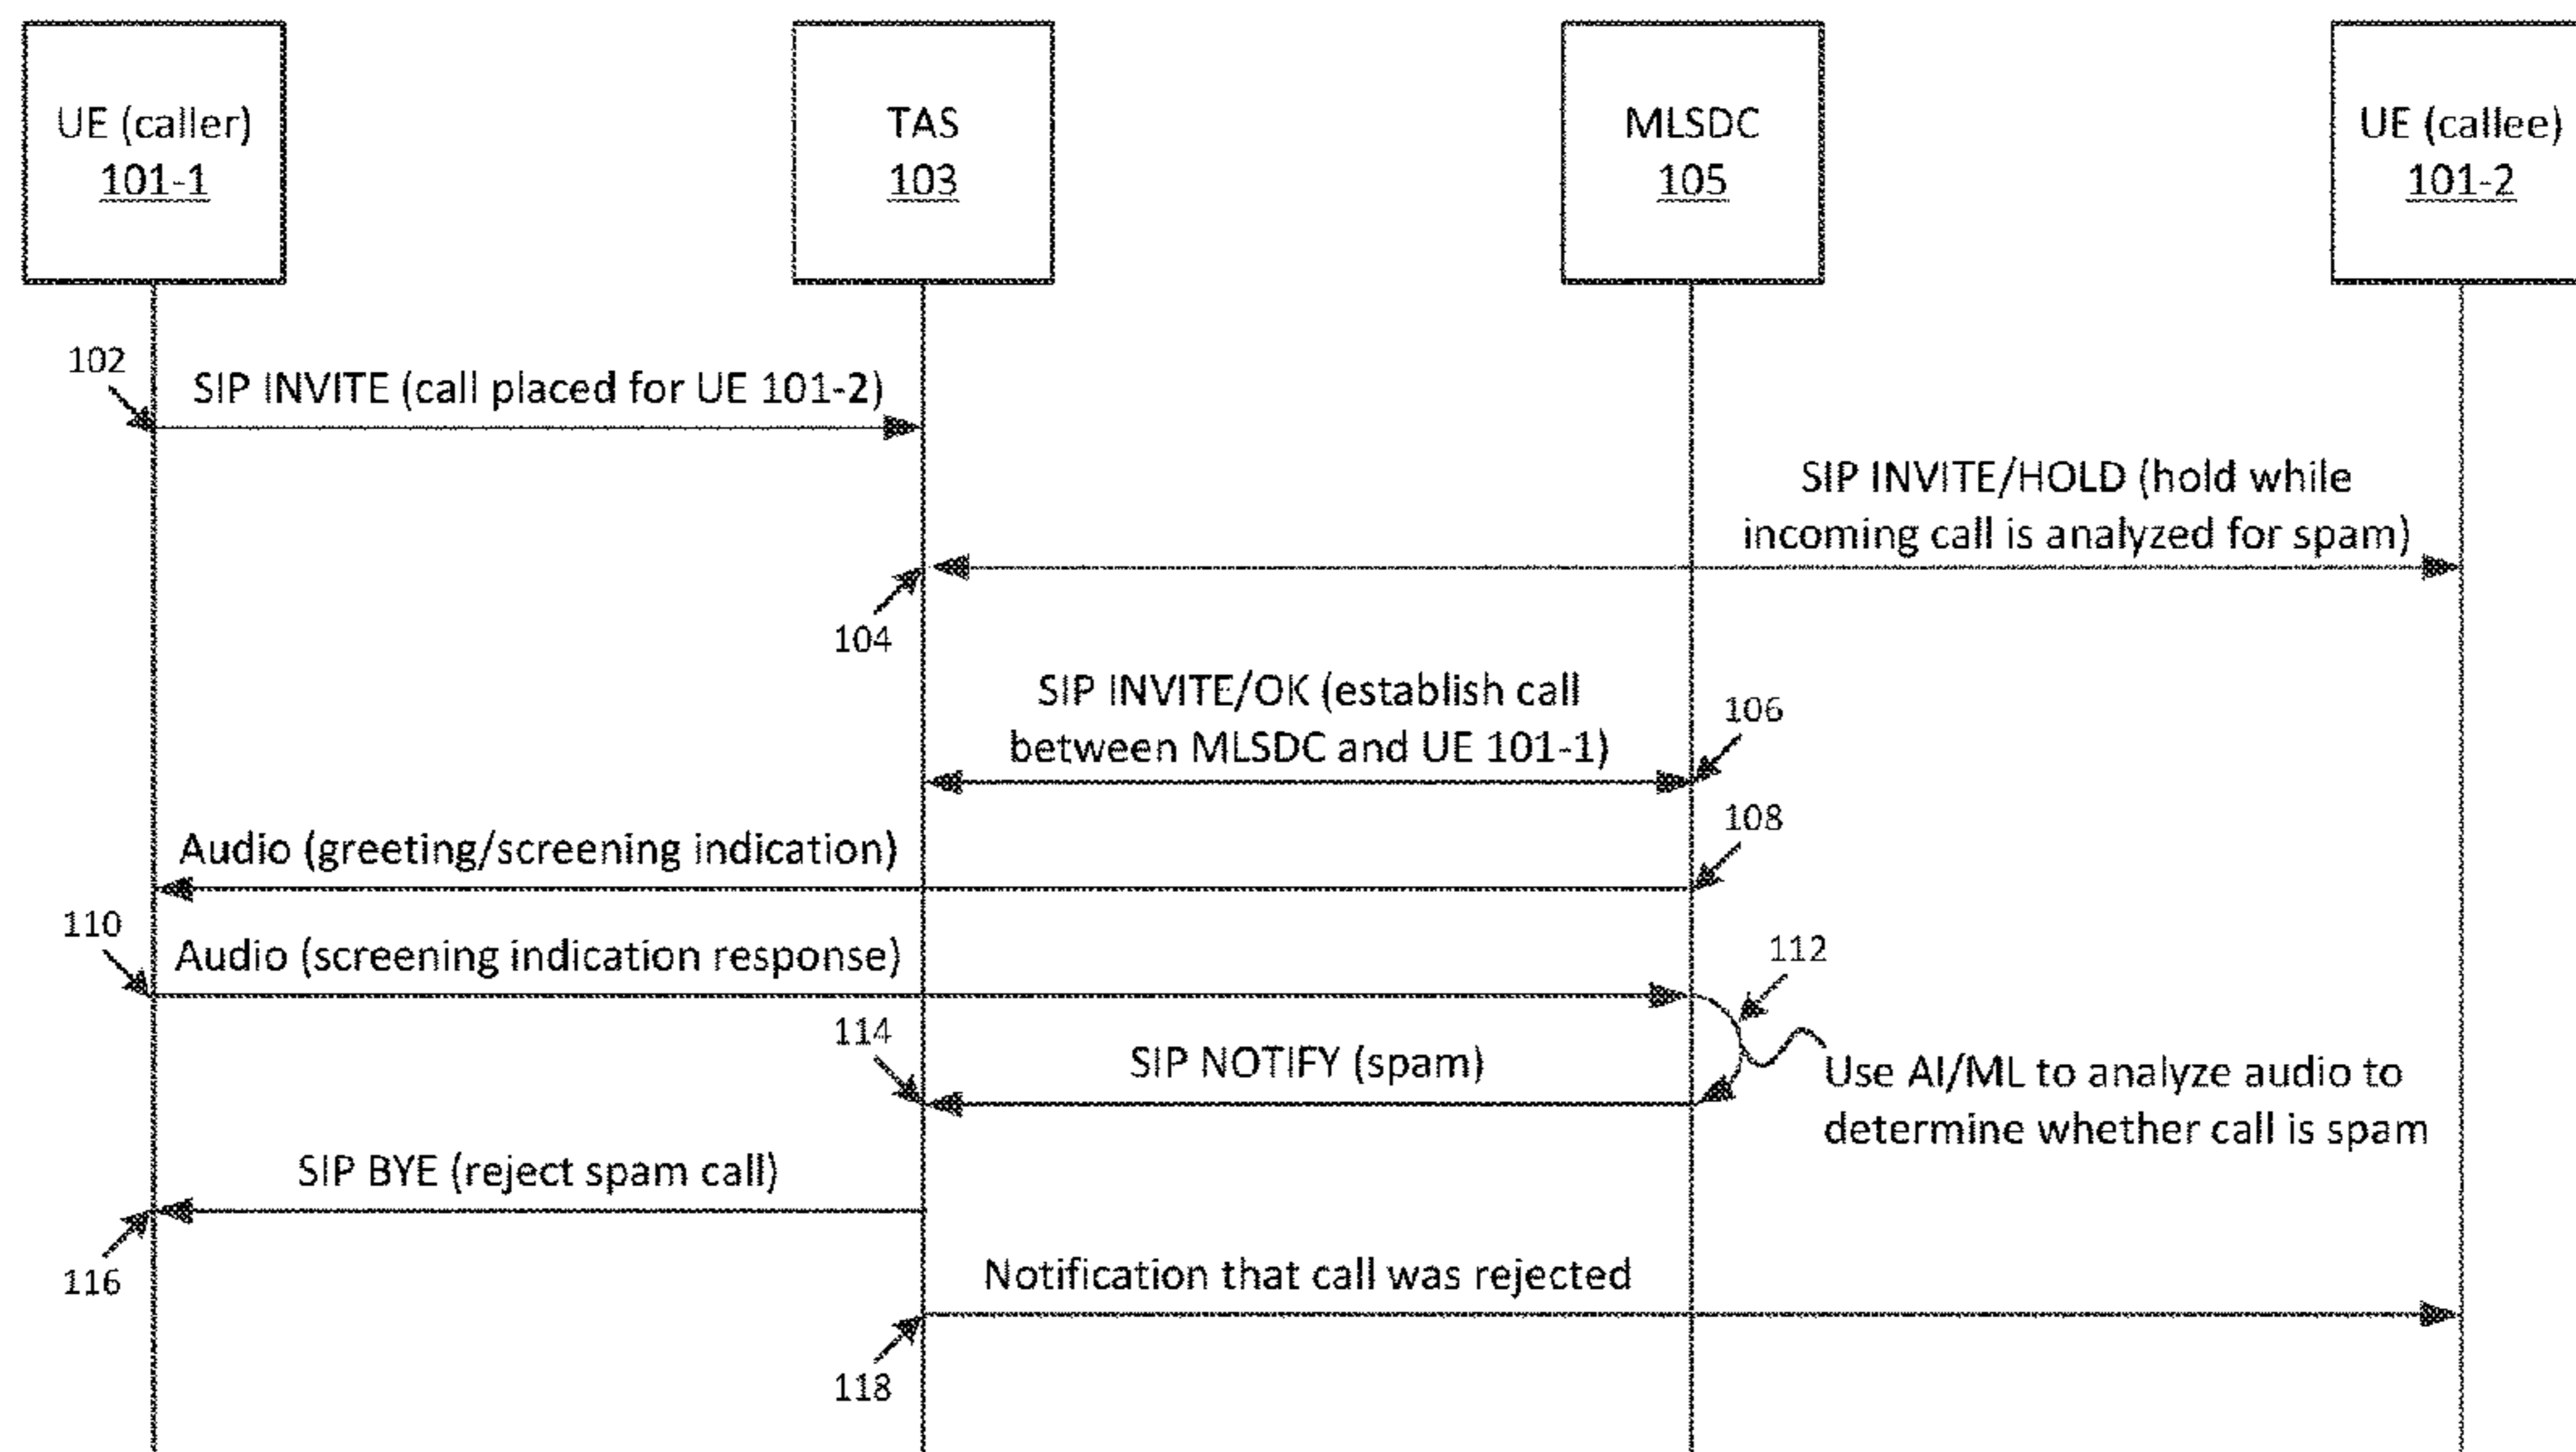 UE (caller)
101-1
TAS
103
MLSDC
105
UE (callee)
101-2
102
SIP INVITE (call placed for UE 101-2)
SIP INVITE/HOLD (hold while
incoming call is analyzed for spam)
104
SIP INVITE/OK (establish call
between MLSDC and UE 101-1)
106
108
Audio (greeting/screening indication)
110
Audio (screening indication response)
112
114
SIP NOTIFY (spam)
Use AI/ML to analyze audio to
determine whether call is spam
SIP BYE (reject spam call)
116
Notification that call was rejected
118